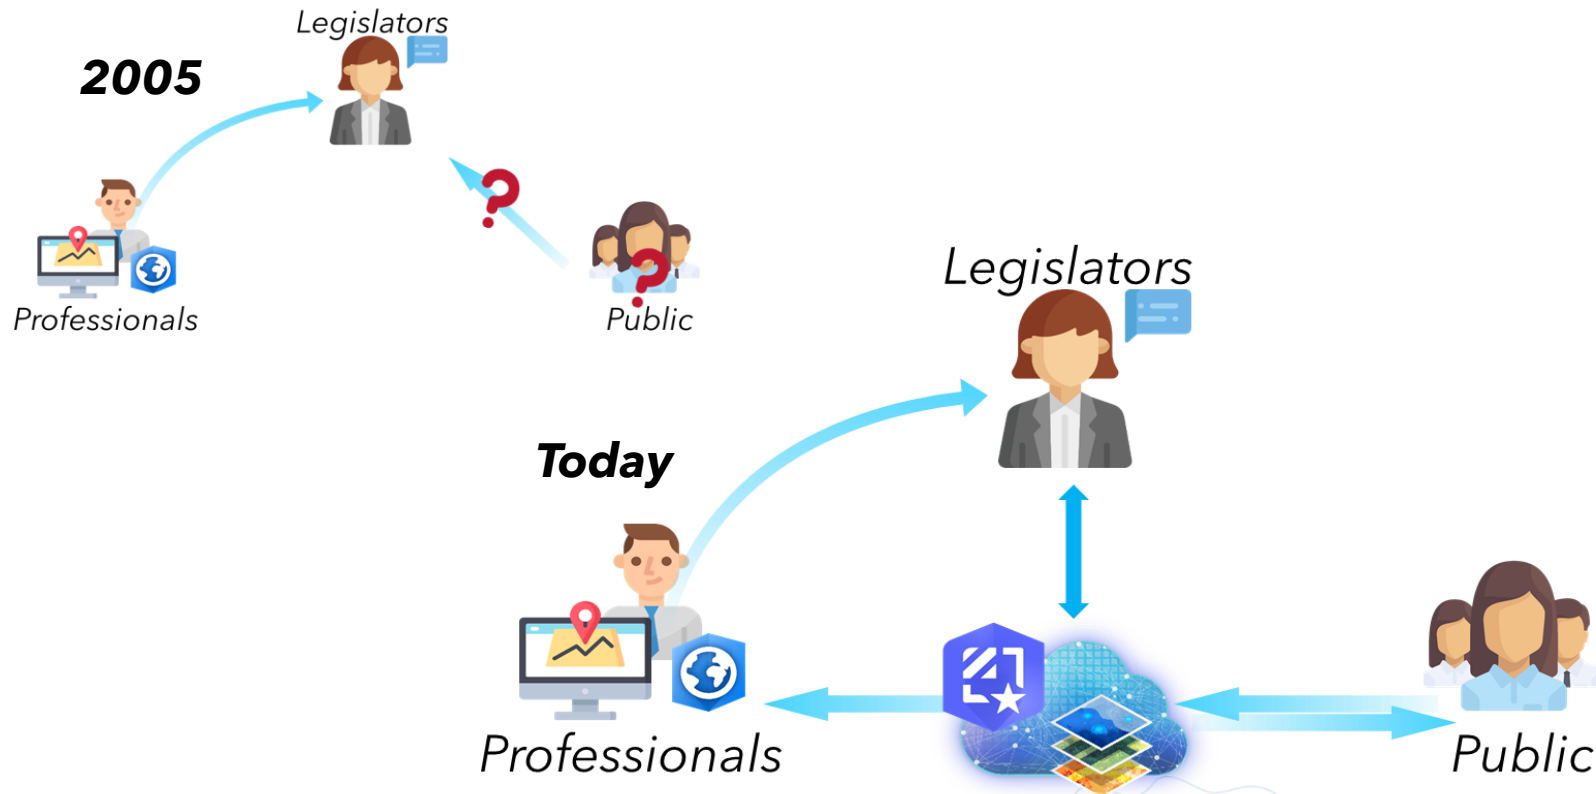 Legislators
2005
Professionals
Public
Legislators
Today
Professionals
Public